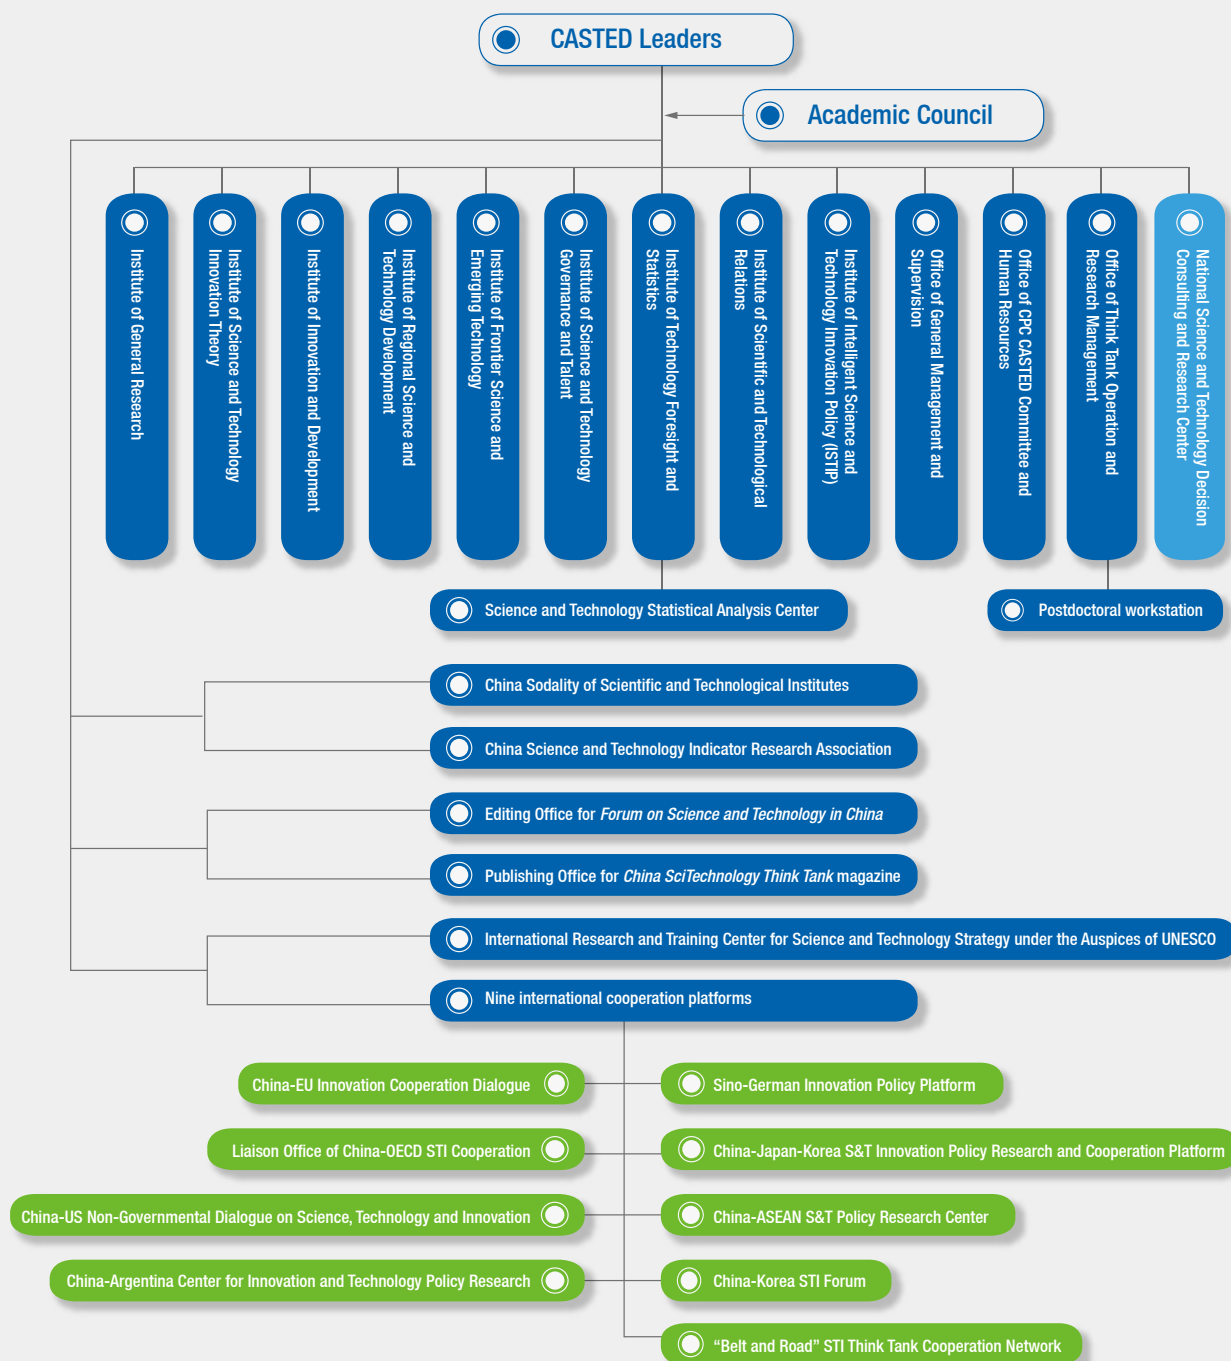 CASTED Leaders
Academic Council
Institute of General Research
Institute of Science and Technology
Innovation Theory
Institute of Innovation and Development
Institute of Regional Science and
Technology Development
Institute of Frontier Science and
Emerging Technology
Institute of Science and Technology
Governance and Talent
Institute of Technology Foresight and
Statistics
Institute of Scientific and Technological
Relations
Institute of Intelligent Science and
Technology Innovation Policy (ISTIP)
Office of General Management and
Supervision
Office of CPC CASTED Committee and
Human Resources
Office of Think Tank Operation and
Research Management
National Science and Technology Decision
Consulting and Research Center
Science and Technology Statistical Analysis Center
Postdoctoral workstation
China Sodality of Scientific and Technological Institutes
China Science and Technology Indicator Research Association
Editing Office for Forum on Science and Technology in China
Publishing Office for China SciTechnology Think Tank magazine
International Research and Training Center for Science and Technology Strategy under the Auspices of UNESCO
Nine international cooperation platforms
China-EU Innovation Cooperation Dialogue
Sino-German Innovation Policy Platform
Liaison Office of China-OECD STI Cooperation
China-Japan-Korea S&T Innovation Policy Research and Cooperation Platform
China-US Non-Governmental Dialogue on Science, Technology and Innovation
China-ASEAN S&T Policy Research Center
China-Argentina Center for Innovation and Technology Policy Research
China-Korea STI Forum
“Belt and Road” STI Think Tank Cooperation Network